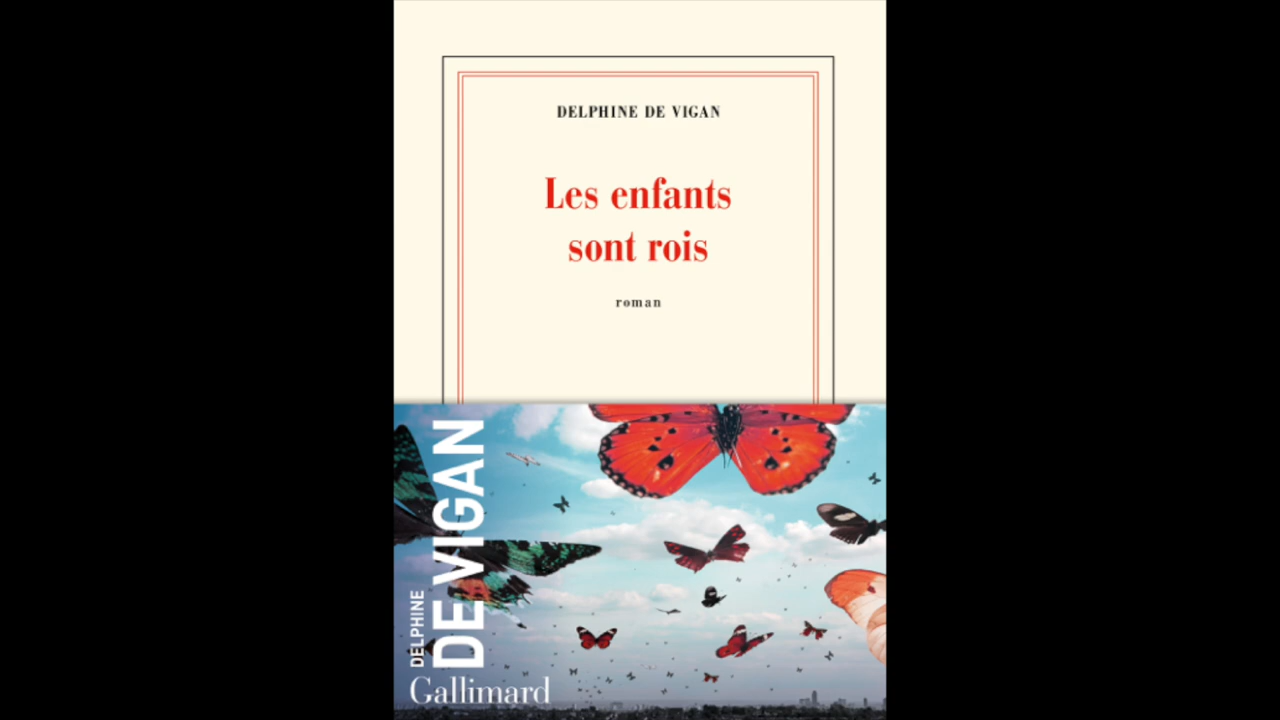 DELPHINE DE VIGAN
Les enfants
sont rois
roman
DELPHINE
DE VIGAN
Gallimard